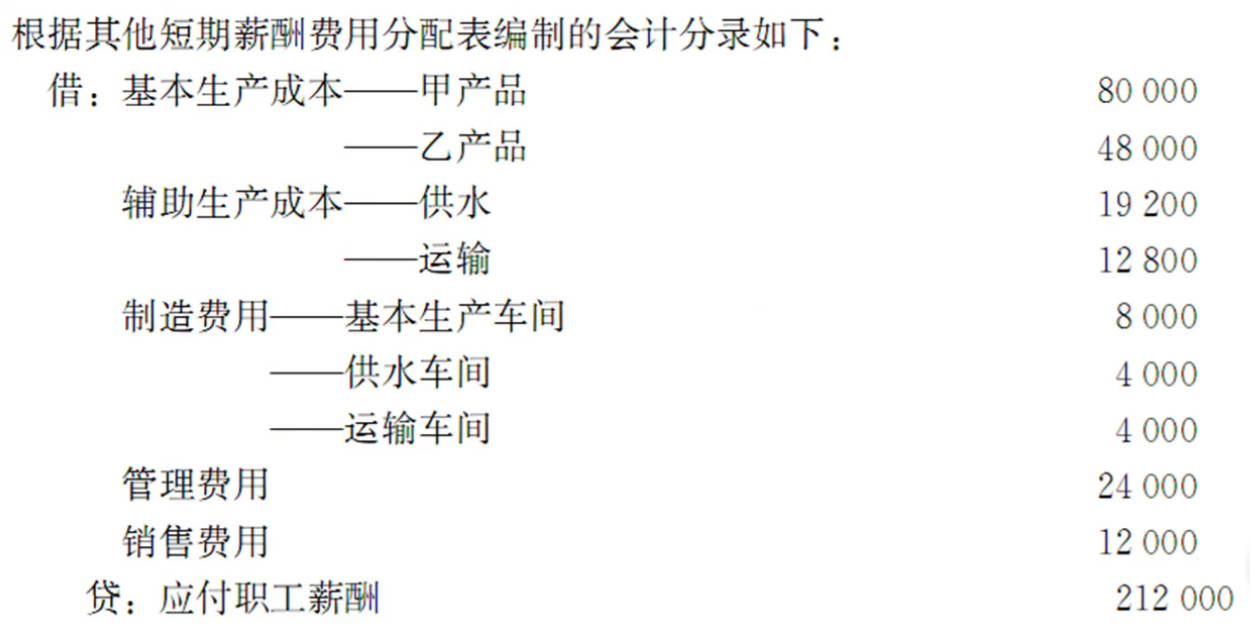 根据其他短期薪酬费用分配表编制的会计分录如下：
借：基本生产成本——甲产品 80 000
——乙产品 48 000
辅助生产成本——供水 19 200
——运输 12 800
制造费用——基本生产车间 8 000
——供水车间 4 000
——运输车间 4 000
管理费用 24 000
销售费用 12 000
贷：应付职工薪酬 212 000